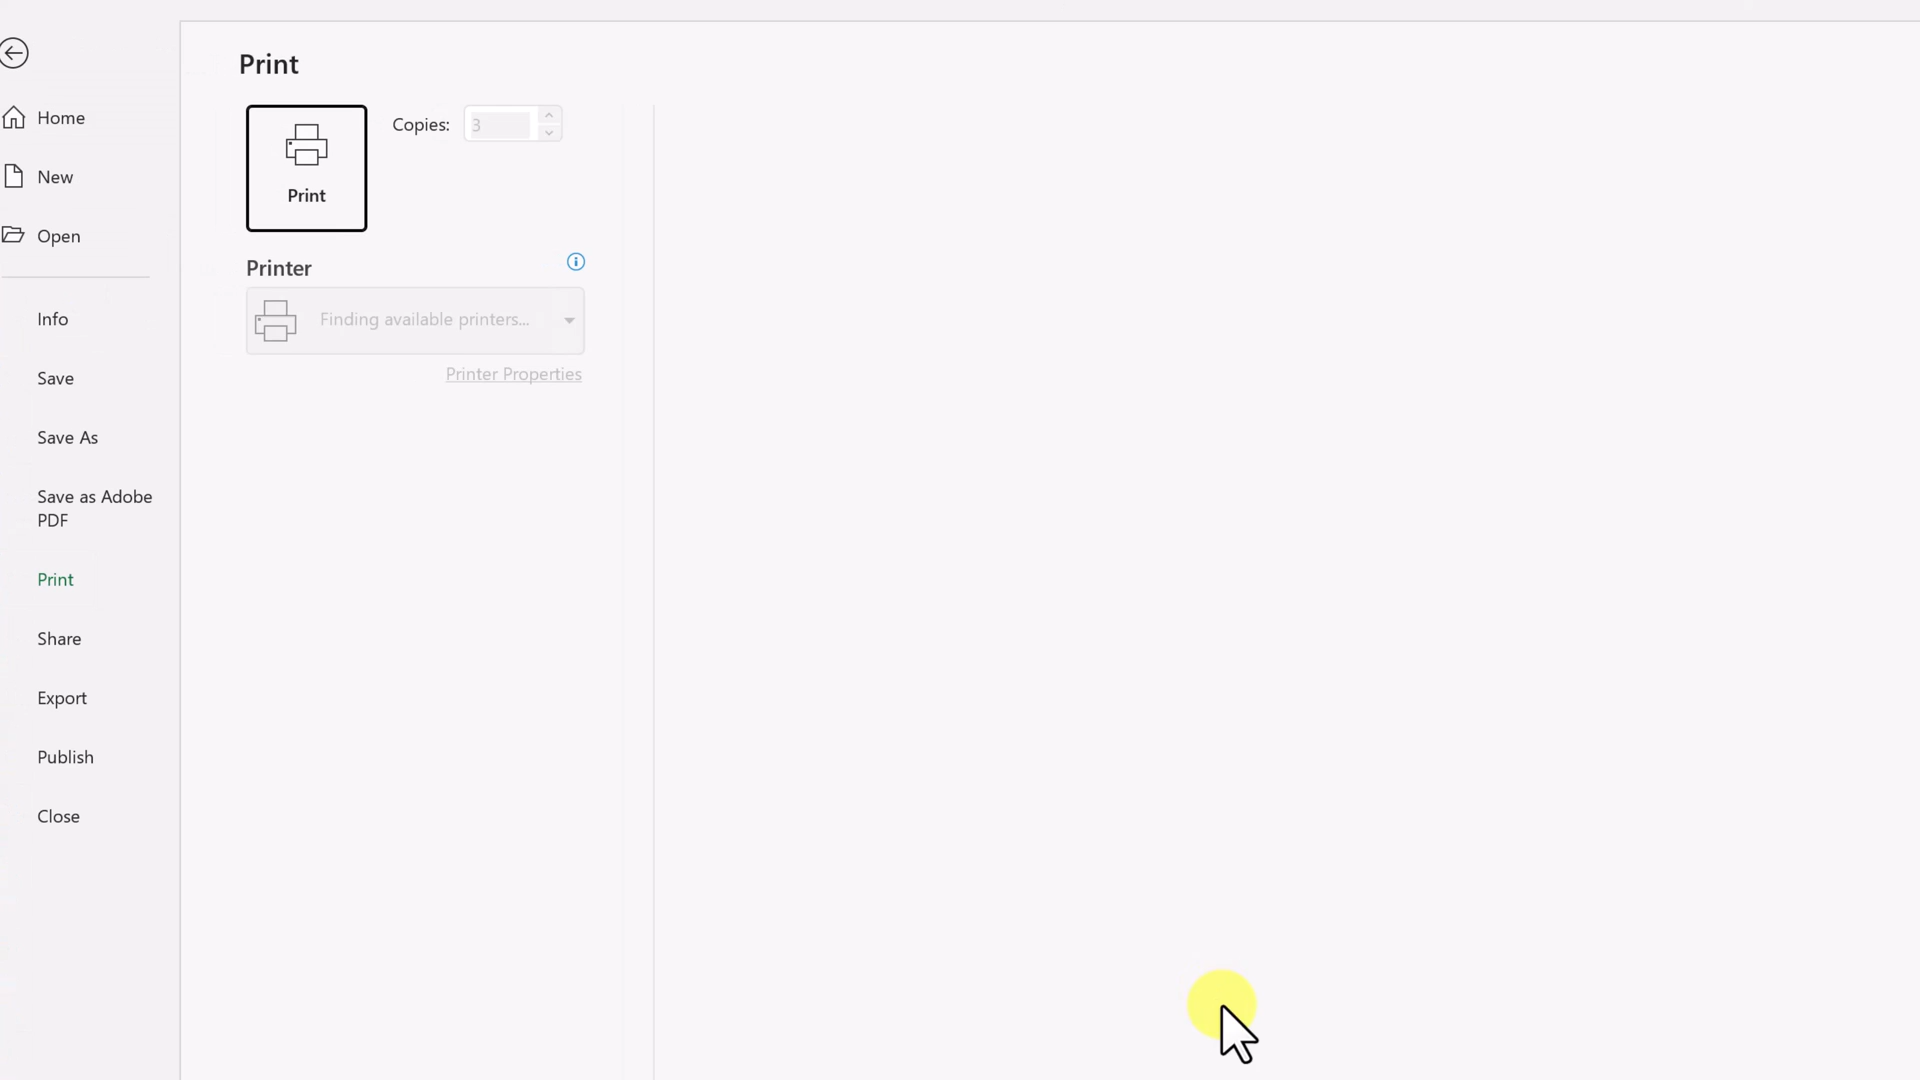 Print
Home
New
Open
Info
Save
Save As
Save as Adobe
PDF
Print
Share
Export
Publish
Close
Print
Copies: 3
Printer
Finding available printers...
Printer Properties